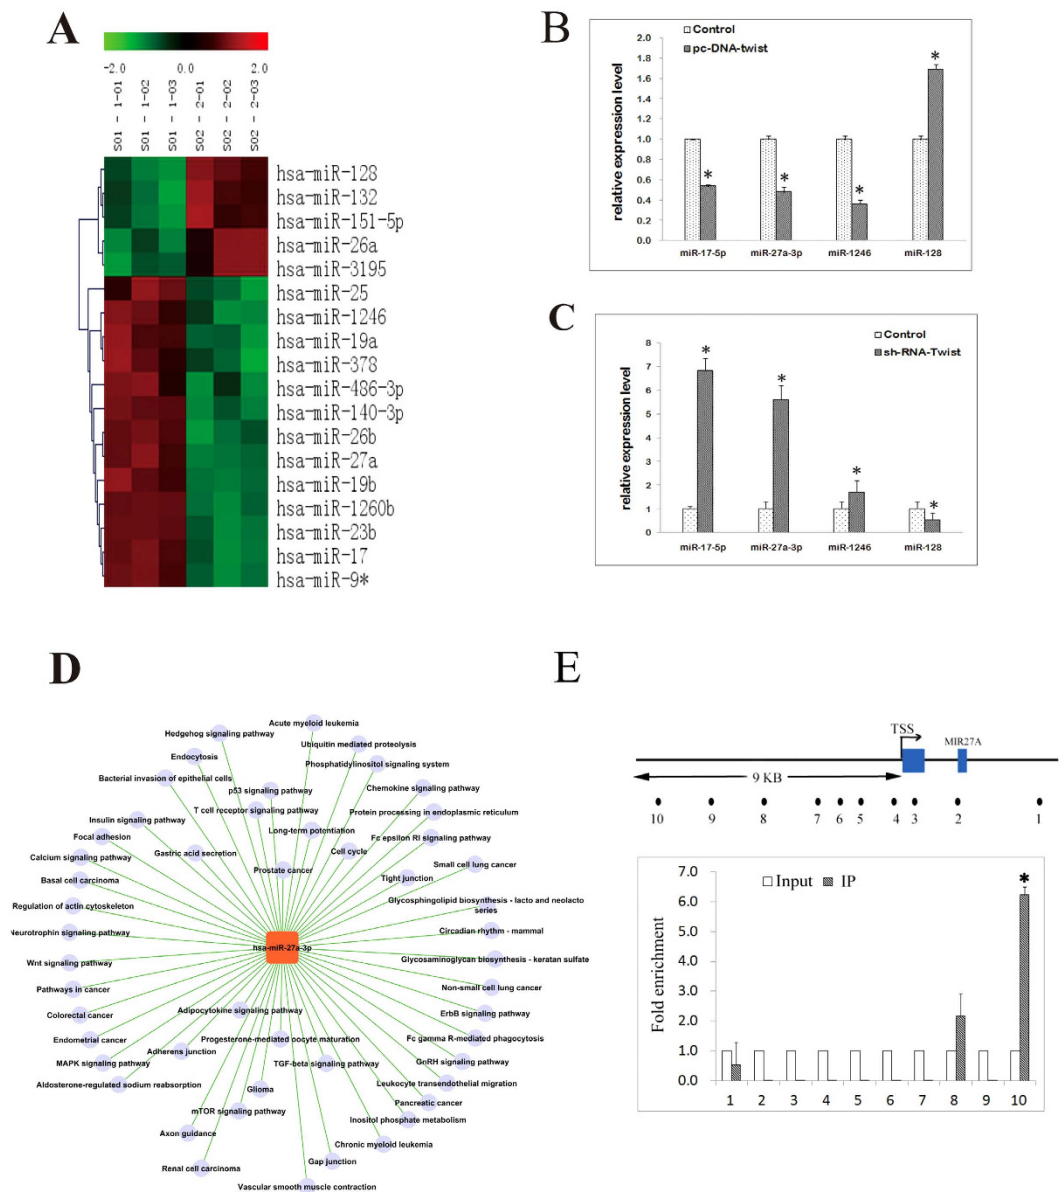 A
-2.0 0.0 2.0
S01 - 1-01
S01 - 1-02
S01 - 1-03
S02 - 2-01
S02 - 2-02
S02 - 2-03
hsa-miR-128
hsa-miR-132
hsa-miR-151-5p
hsa-miR-26a
hsa-miR-3195
hsa-miR-25
hsa-miR-1246
hsa-miR-19a
hsa-miR-378
hsa-miR-486-3p
hsa-miR-140-3p
hsa-miR-26b
hsa-miR-27a
hsa-miR-19b
hsa-miR-1260b
hsa-miR-23b
hsa-miR-17
hsa-miR-9*
B
Control
pc-DNA-twist
relative expression level
2.0
1.8
1.6
1.4
1.2
1.0
0.8
0.6
0.4
0.2
0.0
* * * *
miR-17-5p miR-27a-3p miR-1246 miR-128
C
Control
sh-RNA-Twist
relative expression level
8
7
6
5
4
3
2
1
0
* * * *
miR-17-5p miR-27a-3p miR-1246 miR-128
D
Acute myeloid leukemia
Hedgehog signaling pathway
Ubiquitin mediated proteolysis
Endocytosis
Phosphatidylinositol signaling system
Bacterial invasion of epithelial cells
p53 signaling pathway
Chemokine signaling pathway
T cell receptor signaling pathway
Protein processing in endoplasmic reticulum
Insulin signaling pathway
Long-term potentiation
Fc epsilon RI signaling pathway
Focal adhesion
Gastric acid secretion
Cell cycle
Calcium signaling pathway
Small cell lung cancer
Prostate cancer
Basal cell carcinoma
Tight junction
Regulation of actin cytoskeleton
Glycosphingolipid biosynthesis - lacto and neolacto
series
Neurotrophin signaling pathway
Circadian rhythm - mammal
hsa-miR-27a-3p
Wnt signaling pathway
Glycosaminoglycan biosynthesis - keratan sulfate
Pathways in cancer
Non-small cell lung cancer
Colorectal cancer
Adipocytokine signaling pathway
ErbB signaling pathway
Endometrial cancer
Progesterone-mediated oocyte maturation
Fc gamma R-mediated phagocytosis
Adherens junction
MAPK signaling pathway
TGF-beta signaling pathway
GnRH signaling pathway
Aldosterone-regulated sodium reabsorption
Glioma
Leukocyte transendothelial migration
Pancreatic cancer
mTOR signaling pathway
Inositol phosphate metabolism
Axon guidance
Chronic myeloid leukemia
Gap junction
Renal cell carcinoma
Vascular smooth muscle contraction
E
TSS
MIR27A
9 KB
10 9 8 7 6 5 4 3 2 1
Input IP
Fold enrichment
7.0
6.0
5.0
4.0
3.0
2.0
1.0
0.0
*
1 2 3 4 5 6 7 8 9 10